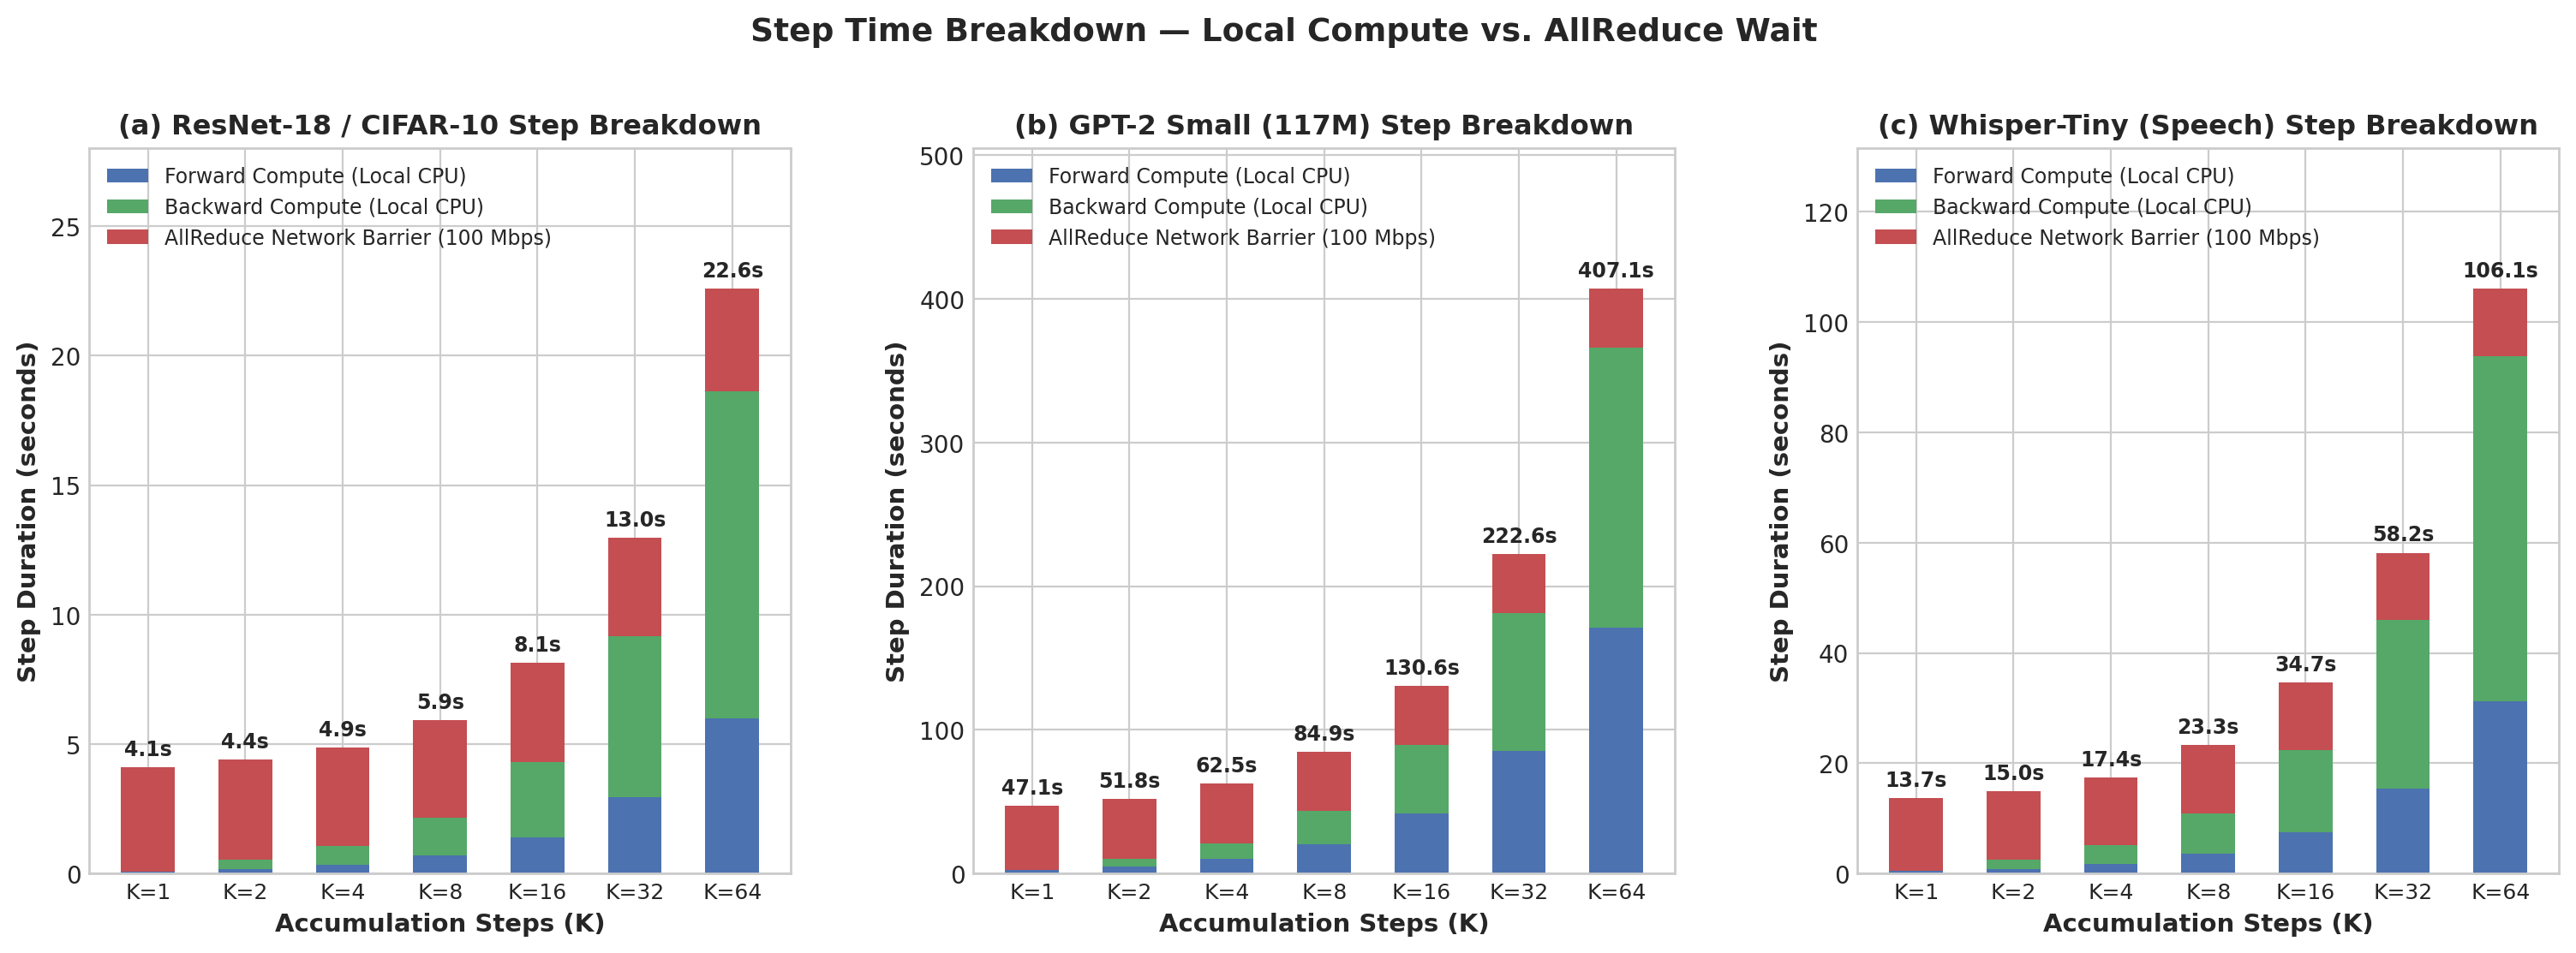 Step Time Breakdown — Local Compute vs. AllReduce Wait
(a) ResNet-18 / CIFAR-10 Step Breakdown
Forward Compute (Local CPU)
Backward Compute (Local CPU)
AllReduce Network Barrier (100 Mbps)
Step Duration (seconds)
25
20
15
10
5
0
4.1s
4.4s
4.9s
5.9s
8.1s
13.0s
22.6s
K=1 K=2 K=4 K=8 K=16 K=32 K=64
Accumulation Steps (K)
(b) GPT-2 Small (117M) Step Breakdown
Forward Compute (Local CPU)
Backward Compute (Local CPU)
AllReduce Network Barrier (100 Mbps)
Step Duration (seconds)
500
400
300
200
100
0
47.1s
51.8s
62.5s
84.9s
130.6s
222.6s
407.1s
K=1 K=2 K=4 K=8 K=16 K=32 K=64
Accumulation Steps (K)
(c) Whisper-Tiny (Speech) Step Breakdown
Forward Compute (Local CPU)
Backward Compute (Local CPU)
AllReduce Network Barrier (100 Mbps)
Step Duration (seconds)
120
100
80
60
40
20
0
13.7s
15.0s
17.4s
23.3s
34.7s
58.2s
106.1s
K=1 K=2 K=4 K=8 K=16 K=32 K=64
Accumulation Steps (K)